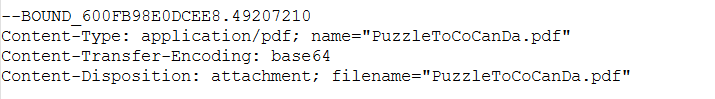 --BOUND_600FB98E0DCEE8.49207210
Content-Type: application/pdf; name="PuzzleToCoCanDa.pdf"
Content-Transfer-Encoding: base64
Content-Disposition: attachment; filename="PuzzleToCoCanDa.pdf"